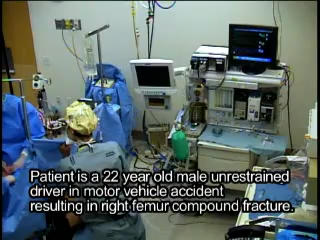 Patient is a 22 year old male unrestrained
driver in motor vehicle accident
resulting in right femur compound fracture.